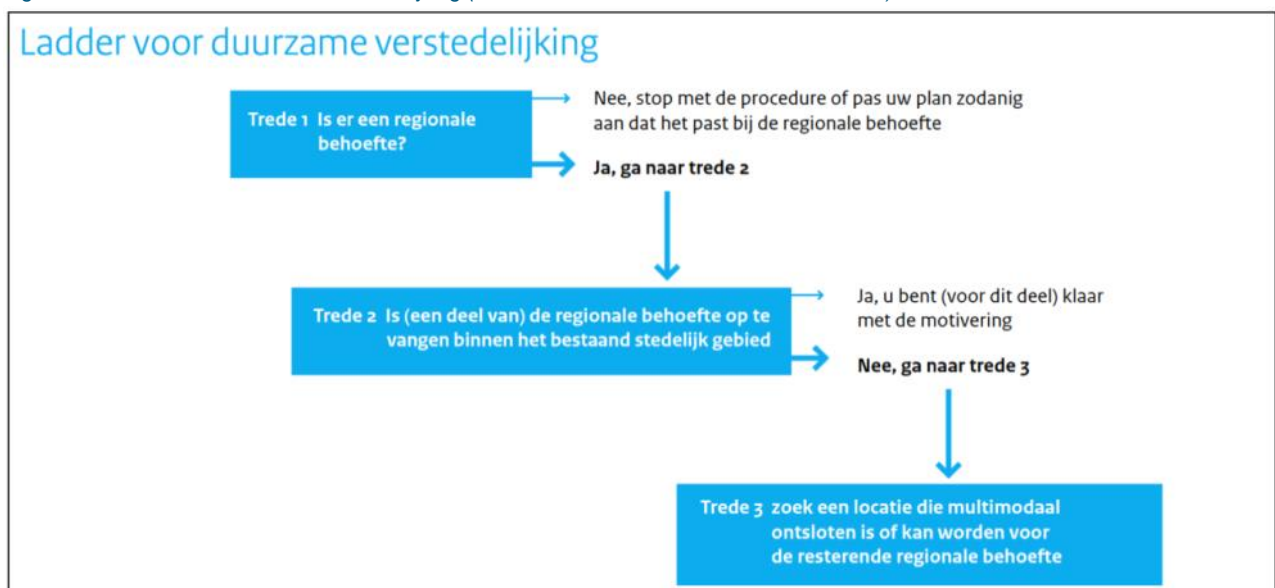 Ladder voor duurzame verstedelijking
Trede 1 Is er een regionale
behoefte?
Nee, stop met de procedure of pas uw plan zodanig
aan dat het past bij de regionale behoefte
Ja, ga naar trede 2
Trede 2 Is (een deel van) de regionale behoefte op te
vangen binnen het bestaand stedelijk gebied
Ja, u bent (voor dit deel) klaar
met de motivering
Nee, ga naar trede 3
Trede 3 zoek een locatie die multimodaal
ontsloten is of kan worden voor
de resterende regionale behoefte